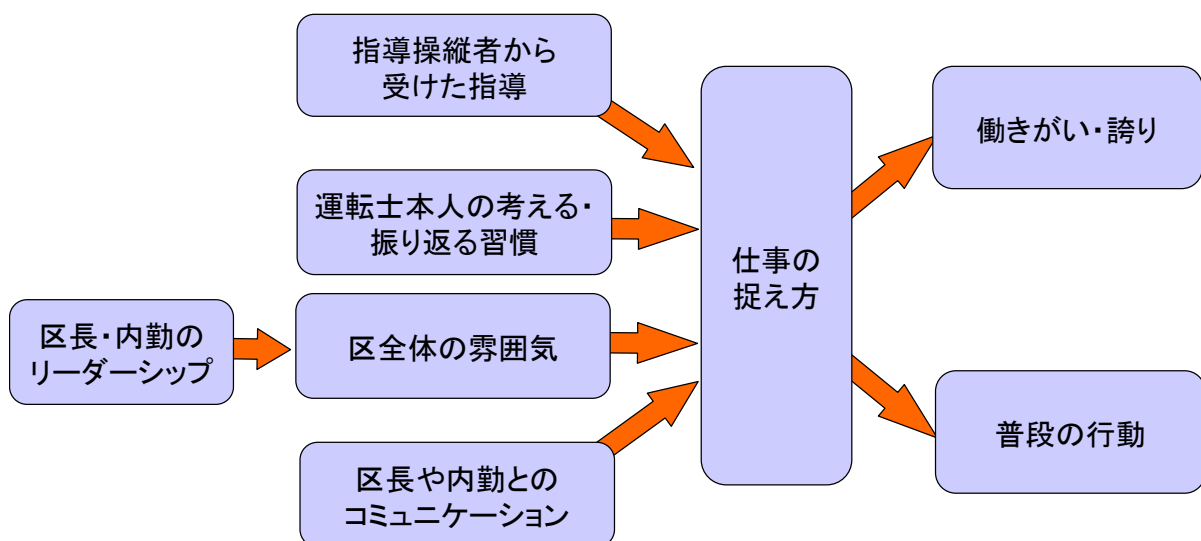 指導操縦者から
受けた指導
運転士本人の考える・
振り返る習慣
区長・内勤の
リーダーシップ
区全体の雰囲気
区長や内勤との
コミュニケーション
仕事の
捉え方
働きがい・誇り
普段の行動